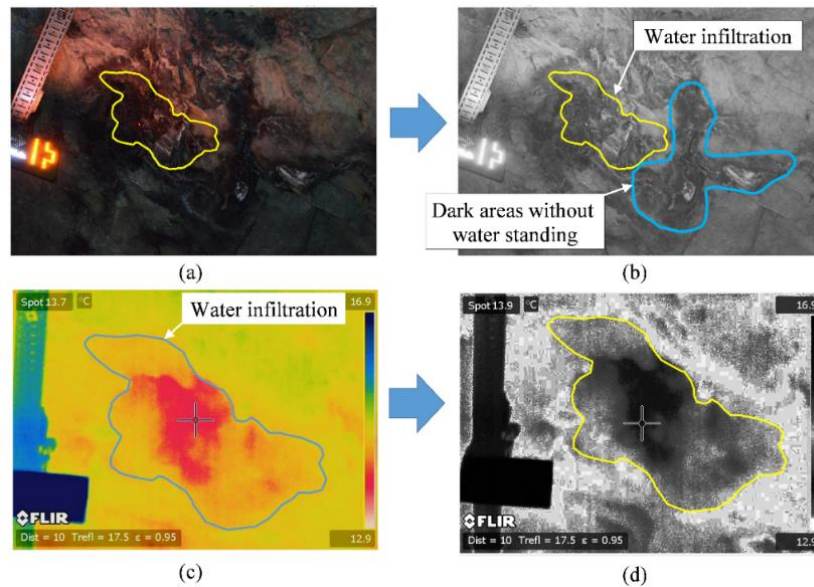 Water infiltration
Dark areas without
water standing
15
-15
(a)
(b)
Spot 13.7 °C
16.9
Water infiltration
FLIR
Dist = 10 Trefl = 17.5 ε = 0.95
12.9
(c)
Spot 13.9 °C
16.9
FLIR
Dist = 10 Trefl = 17.5 ε = 0.95
12.9
(d)